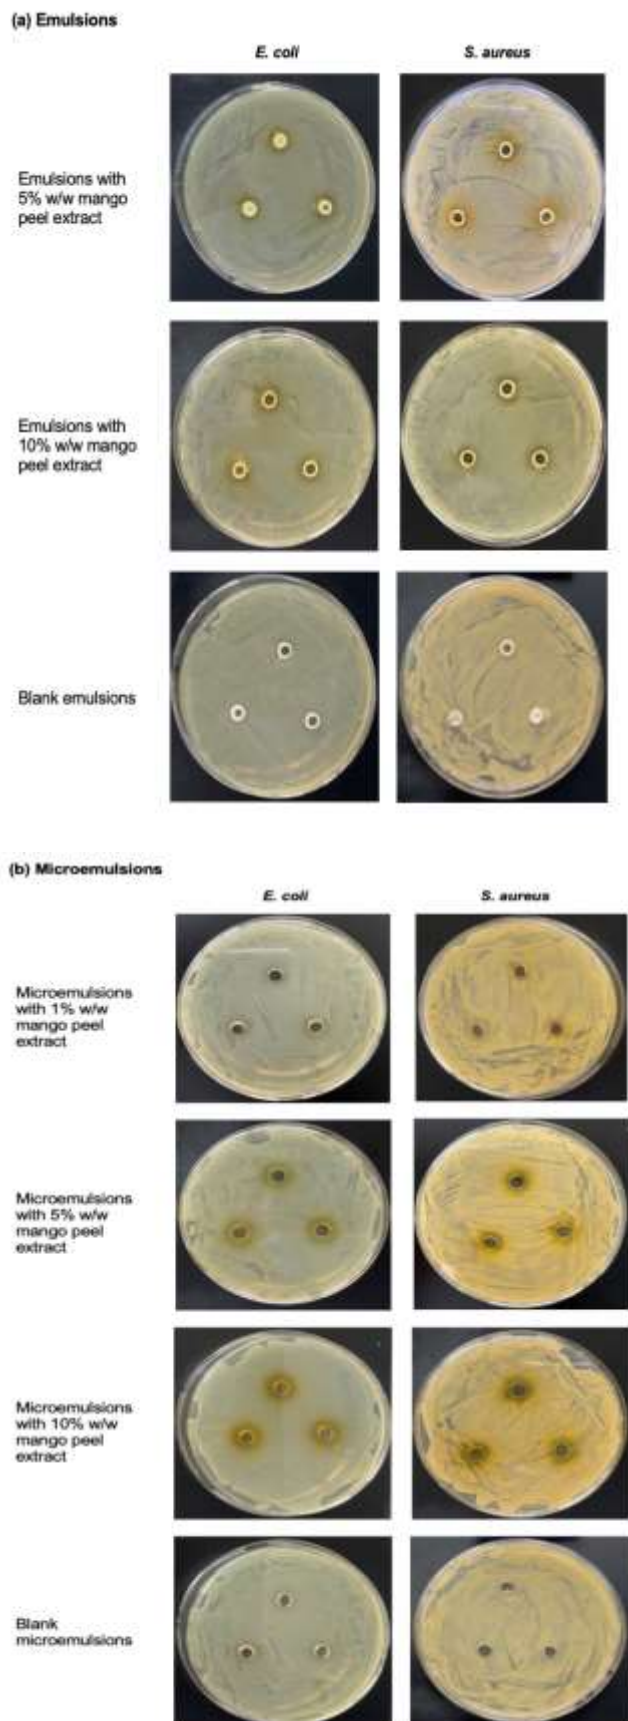 (a) Emulsions
E. coli
S. aureus
Emulsions with
5% w/w mango
peel extract
Emulsions with
10% w/w mango
peel extract
Blank emulsions
(b) Microemulsions
E. coli
S. aureus
Microemulsions
with 1% w/w
mango peel
extract
Microemulsions
with 5% w/w
mango peel
extract
Microemulsions
with 10% w/w
mango peel
extract
Blank
microemulsions